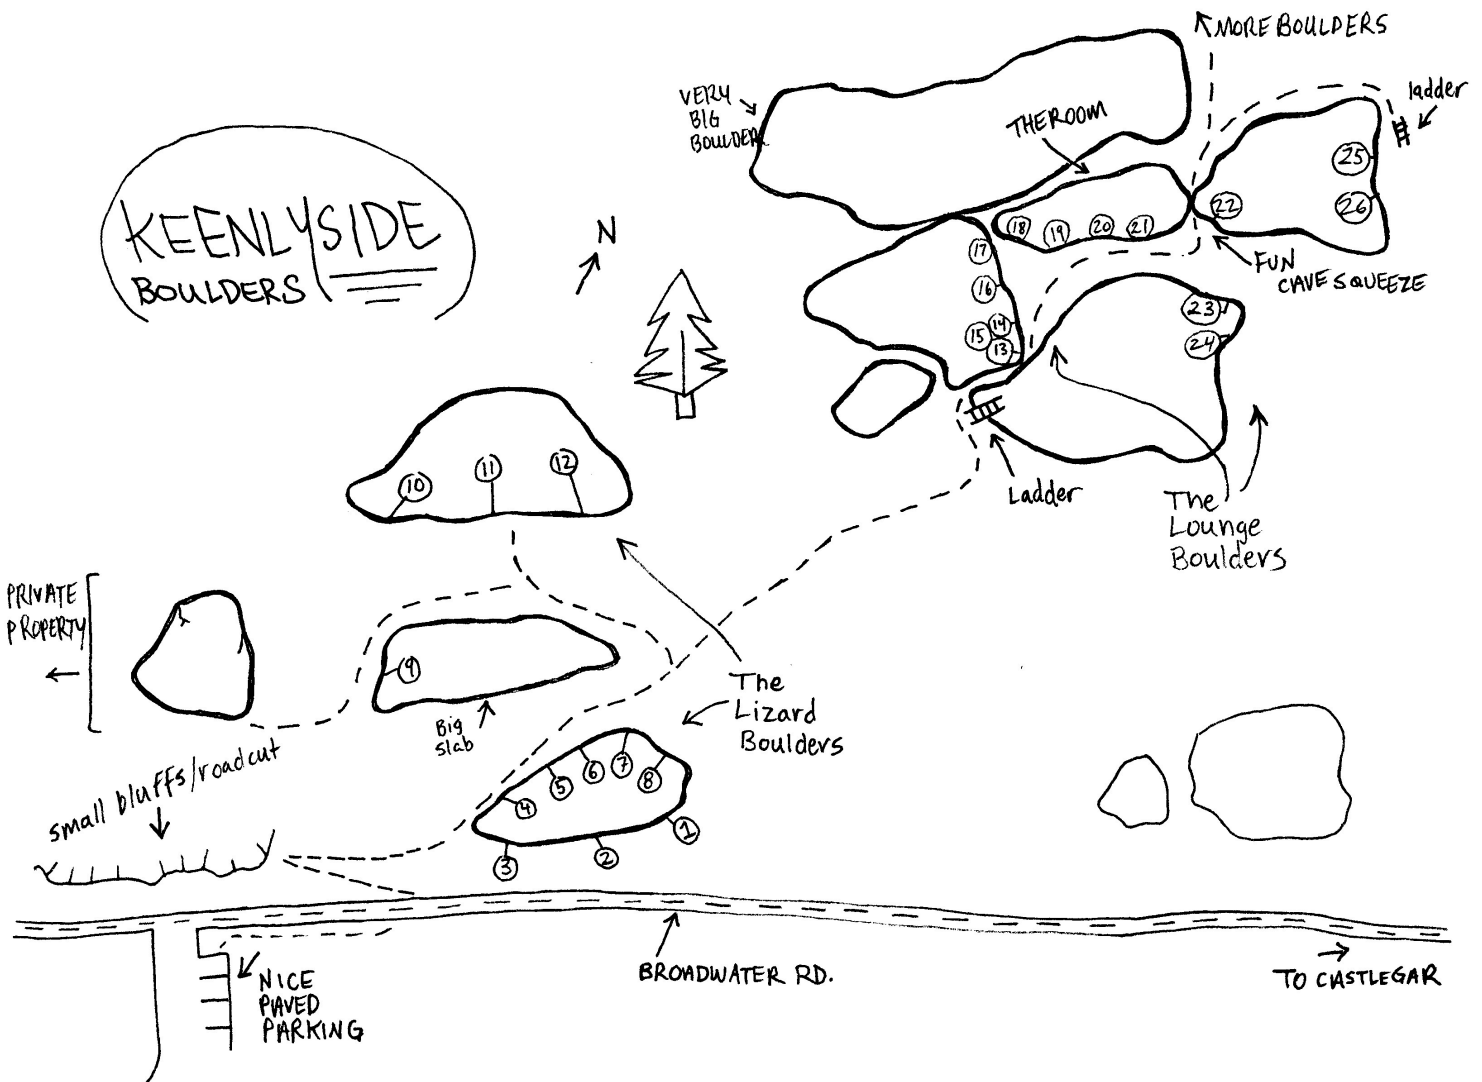 MORE BOULDERS
VERY
BIG
BOULDER
THE ROOM
ladder
KEENLYSIDE
BOULDERS
N
25
26
22
18
19
20
21
17
16
15
14
13
FUN
CAVE SQUEEZE
23
24
Ladder
The
Lounge
Boulders
10
11
12
PRIVATE
PROPERTY
9
Big
slab
The
Lizard
Boulders
small bluffs/roadcut
4
5
6
7
8
1
2
3
BROADWATER RD.
TO CASTLEGAR
NICE
PAVED
PARKING